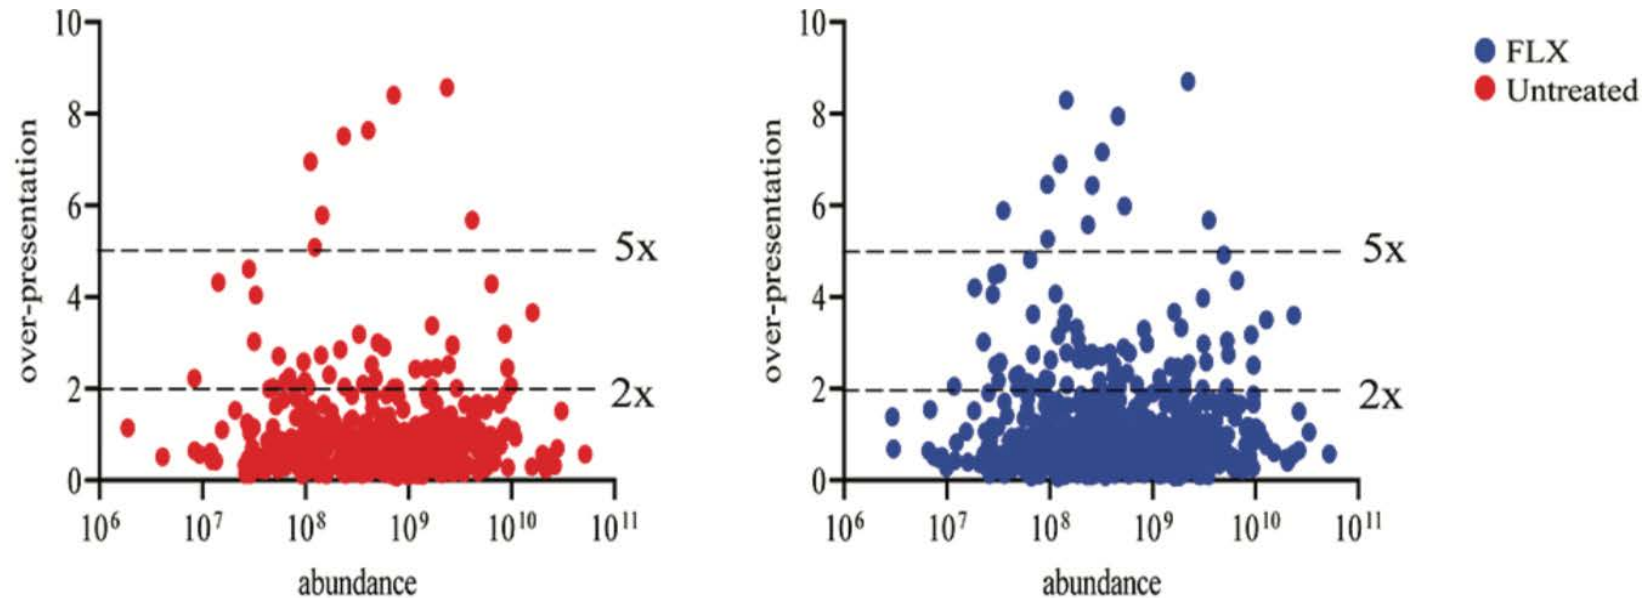 over-presentation
10
8
6
4
2
0
5x
2x
10⁶ 10⁷ 10⁸ 10⁹ 10¹⁰ 10¹¹
abundance
over-presentation
10
8
6
4
2
0
5x
2x
10⁶ 10⁷ 10⁸ 10⁹ 10¹⁰ 10¹¹
abundance
FLX
Untreated